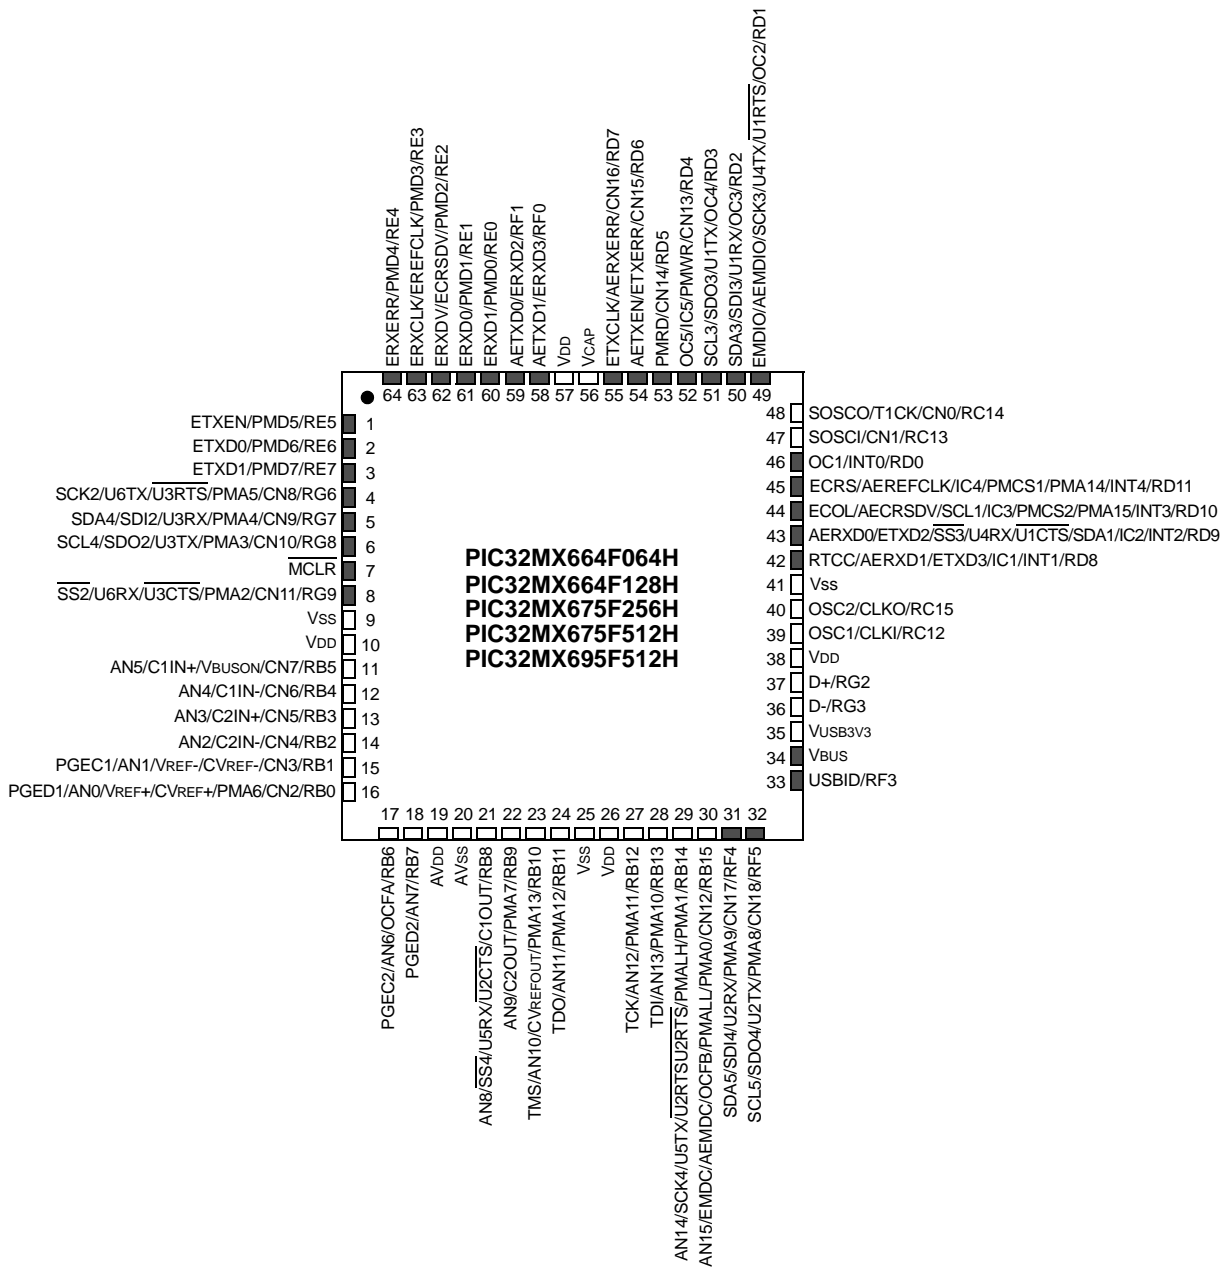 ERXERR/PMD4/RE4
ERXCLK/EREFCLK/PMD3/RE3
ERXDV/ECRSDV/PMD2/RE2
ERXD0/PMD1/RE1
ERXD1/PMD0/RE0
AETXD0/ERXD2/RF1
AETXD1/ERXD3/RF0
VDD
VCAP
ETXCLK/AERXERR/CN16/RD7
AETXEN/ETXERR/CN15/RD6
PMRD/CN14/RD5
OC5/IC5/PMWR/CN13/RD4
SCL3/SDO3/U1TX/OC4/RD3
SDA3/SDI3/U1RX/OC3/RD2
EMDIO/AEMDIO/SCK3/U4TX/U1RTS/OC2/RD1
64 63 62 61 60 59 58 57 56 55 54 53 52 51 50 49
ETXEN/PMD5/RE5 1
ETXD0/PMD6/RE6 2
ETXD1/PMD7/RE7 3
SCK2/U6TX/U3RTS/PMA5/CN8/RG6 4
SDA4/SDI2/U3RX/PMA4/CN9/RG7 5
SCL4/SDO2/U3TX/PMA3/CN10/RG8 6
MCLR 7
SS2/U6RX/U3CTS/PMA2/CN11/RG9 8
VSS 9
VDD 10
AN5/C1IN+/VBUSON/CN7/RB5 11
AN4/C1IN-/CN6/RB4 12
AN3/C2IN+/CN5/RB3 13
AN2/C2IN-/CN4/RB2 14
PGEC1/AN1/VREF-/CVREF-/CN3/RB1 15
PGED1/AN0/VREF+/CVREF+/PMA6/CN2/RB0 16
PIC32MX664F064H
PIC32MX664F128H
PIC32MX675F256H
PIC32MX675F512H
PIC32MX695F512H
48 SOSCO/T1CK/CN0/RC14
47 SOSCI/CN1/RC13
46 OC1/INT0/RD0
45 ECRS/AEREFCLK/IC4/PMCS1/PMA14/INT4/RD11
44 ECOL/AECRSDV/SCL1/IC3/PMCS2/PMA15/INT3/RD10
43 AERXD0/ETXD2/SS3/U4RX/U1CTS/SDA1/IC2/INT2/RD9
42 RTCC/AERXD1/ETXD3/IC1/INT1/RD8
41 Vss
40 OSC2/CLKO/RC15
39 OSC1/CLKI/RC12
38 VDD
37 D+/RG2
36 D-/RG3
35 VUSB3V3
34 VBUS
33 USBID/RF3
17 18 19 20 21 22 23 24 25 26 27 28 29 30 31 32
PGEC2/AN6/OCFA/RB6
PGED2/AN7/RB7
AVDD
AVSS
AN8/SS4/U5RX/U2CTS/C1OUT/RB8
AN9/C2OUT/PMA7/RB9
TMS/AN10/CVREFOUT/PMA13/RB10
TDO/AN11/PMA12/RB11
VSS
VDD
TCK/AN12/PMA11/RB12
TDI/AN13/PMA10/RB13
AN14/SCK4/U5TX/U2RTSU2RTS/PMALH/PMA1/RB14
AN15/EMDC/AEMDC/OCFB/PMALL/PMA0/CN12/RB15
SDA5/SDI4/U2RX/PMA9/CN17/RF4
SCL5/SDO4/U2TX/PMA8/CN18/RF5